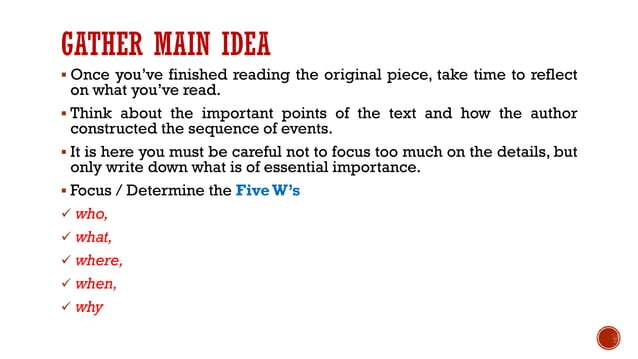 GATHER MAIN IDEA
▪ Once you've finished reading the original piece, take time to reflect
on what you've read.
▪ Think about the important points of the text and how the author
constructed the sequence of events.
▪ It is here you must be careful not to focus too much on the details, but
only write down what is of essential importance.
▪ Focus / Determine the Five W's
✓ who,
✓ what,
✓ where,
✓ when,
✓ why